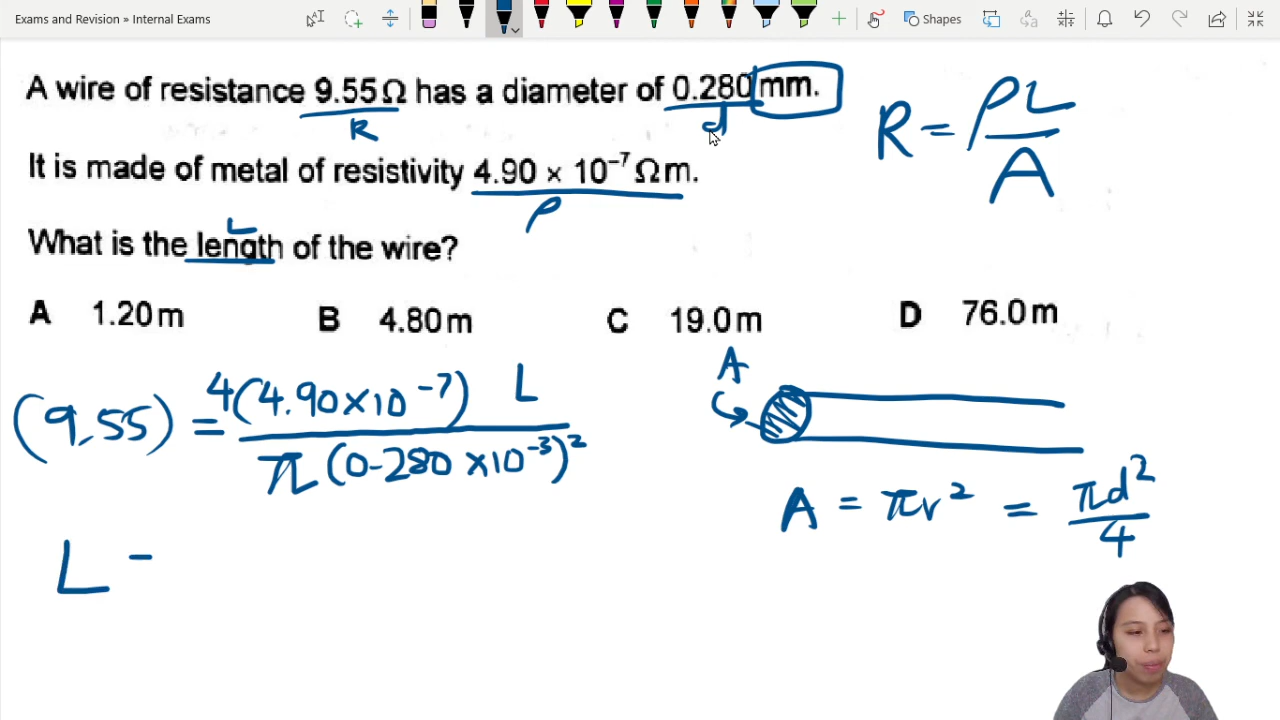 Exams and Revision » Internal Exams
Shapes
A wire of resistance 9.55 Ω has a diameter of 0.280 mm.
R
d
R = ρL/A
It is made of metal of resistivity 4.90 × 10⁻⁷ Ω m.
ρ
L
What is the length of the wire?
A 1.20 m B 4.80 m C 19.0 m D 76.0 m
(9.55) = 4(4.90×10⁻⁷) L / π(0.280×10⁻³)²
A
A = πr² = πd²/4
L =